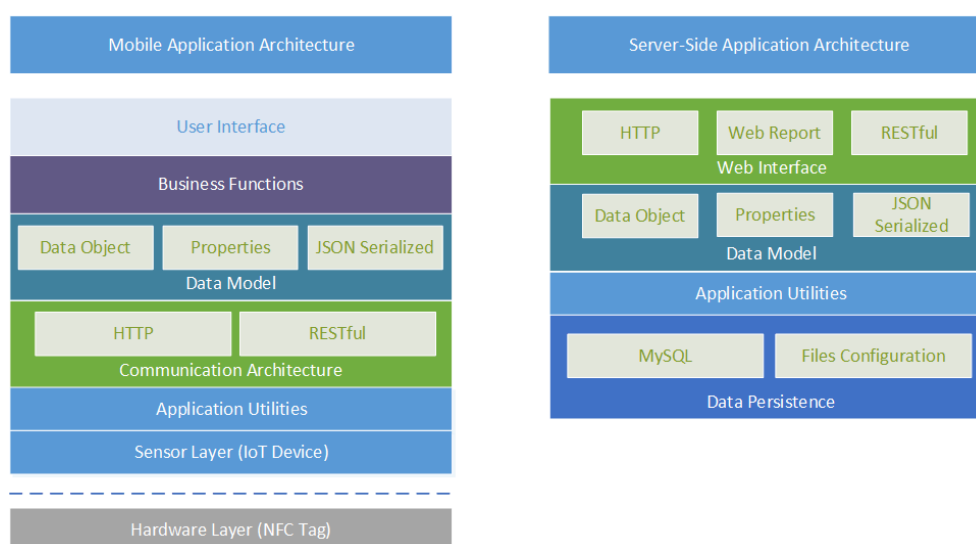 Mobile Application Architecture
User Interface
Business Functions
Data Object
Properties
JSON Serialized
Data Model
HTTP
RESTful
Communication Architecture
Application Utilities
Sensor Layer (IoT Device)
Hardware Layer (NFC Tag)
Server-Side Application Architecture
HTTP
Web Report
RESTful
Web Interface
Data Object
Properties
JSON
Serialized
Data Model
Application Utilities
MySQL
Files Configuration
Data Persistence